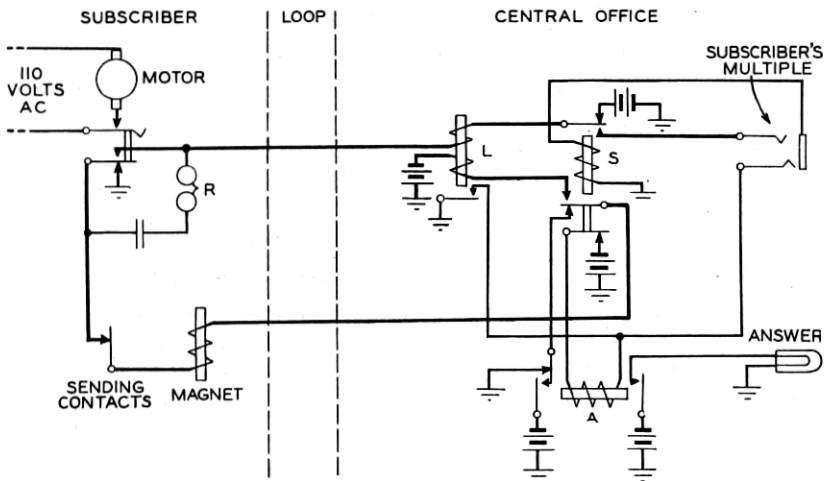 SUBSCRIBER
LOOP
CENTRAL OFFICE
110
VOLTS
AC
MOTOR
SUBSCRIBER'S
MULTIPLE
L
S
R
SENDING
CONTACTS
MAGNET
A
ANSWER